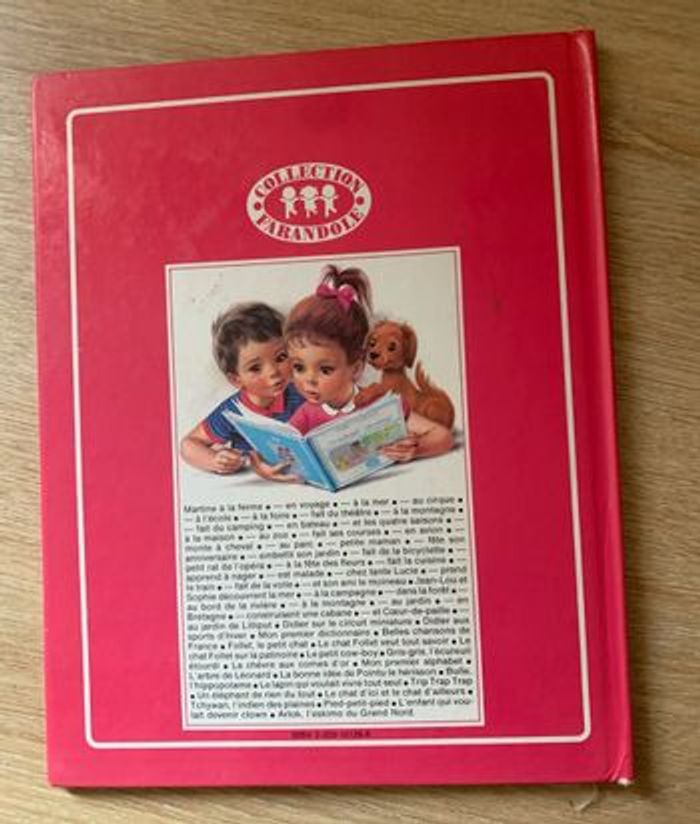 COLLECTION
FARANDOLE
Martine à la ferme • — en voyage • — à la mer • — au cirque •
— à l'école • — à la foire • — fait du théâtre • — à la montagne •
— fait du camping • — en bateau • — et les quatre saisons • —
à la maison • — au zoo • — fait ses courses • — en avion • —
monte à cheval • — au parc • — petite maman • — fête son
anniversaire • — embellit son jardin • — fait de la bicyclette • —
petit rat de l'opéra • — à la fête des fleurs • — fait la cuisine • —
apprend à nager • — est malade • — chez tante Lucie • — prend
le train • — fait de la voile • — et son ami le moineau • Jean-Lou et
Sophie découvrent la mer • — à la campagne • — dans la forêt • —
au bord de la rivière • — à la montagne • — au jardin • — en
Bretagne • — construisent une cabane • — et Cœur-de-paille • —
au jardin de Lilliput • Didier sur le circuit miniature • Didier aux
sports d'hiver • Mon premier dictionnaire • Belles chansons de
France • Follet, le petit chat • Le chat Follet veut tout savoir • Le
chat Follet sur la patinoire • Le petit cow-boy • Gris-gris, l'écureuil
étourdi • La chèvre aux cornes d'or • Mon premier alphabet •
L'arbre de Léonard • La bonne idée de Pointu le hérisson • Bulle,
l'hippopotame • Le lapin qui voulait vivre tout seul • Trip Trap Trap
• Un éléphant de rien du tout • Le chat d'ici et le chat d'ailleurs •
Tchywan, l'indien des plaines • Pied-petit-pied • L'enfant qui vou-
lait devenir clown • Arlok, l'eskimo du Grand Nord.
ISBN 2-203-